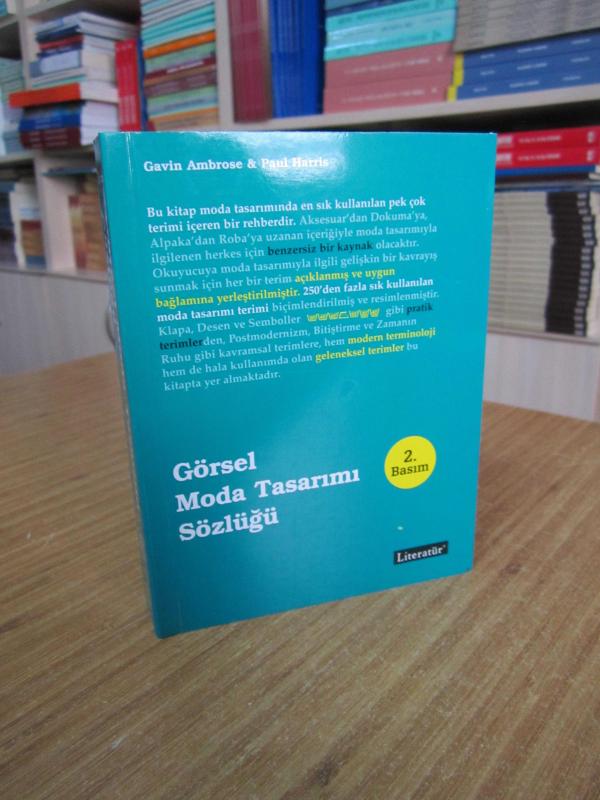 Gavin Ambrose & Paul Harris
Bu kitap moda tasarımında en sık kullanılan pek çok
terimi içeren bir rehberdir. Aksesuar’dan Dokuma’ya,
Alpaka’dan Roba’ya uzanan içeriğiyle moda tasarımıyla
ilgilenen herkes için benzersiz bir kaynak olacaktır.
Okuyucuya moda tasarımıyla ilgili gelişkin bir kavrayış
sunmak için her bir terim açıklanmış ve uygun
bağlamına yerleştirilmiştir. 250’den fazla sık kullanılan
moda tasarımı terimi biçimlendirilmiş ve resimlenmiştir.
Klapa, Desen ve Semboller gibi pratik
terimlerden, Postmodernizm, Bitiştirme ve Zamanın
Ruhu gibi kavramsal terimlere, hem modern terminoloji
hem de hala kullanımda olan geleneksel terimler bu
kitapta yer almaktadır.
Görsel
Moda Tasarımı
Sözlüğü
2.
Basım
Literatür